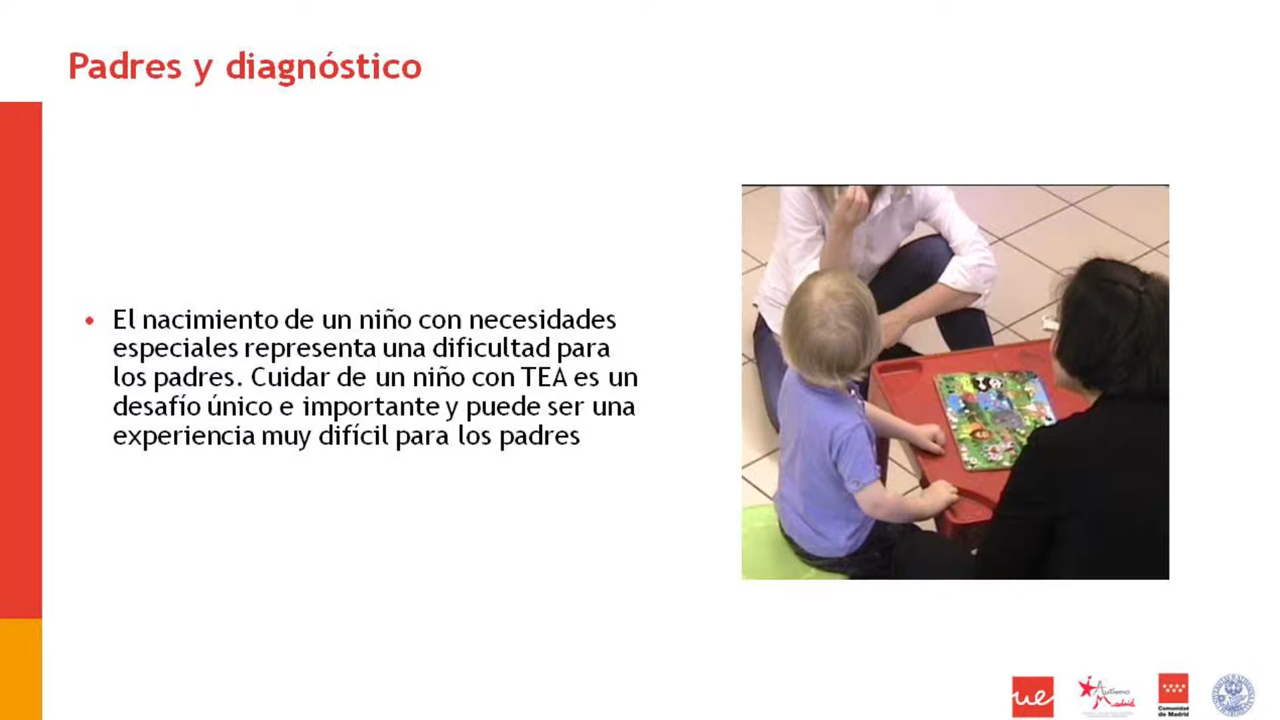 Padres y diagnóstico
• El nacimiento de un niño con necesidades
especiales representa una dificultad para
los padres. Cuidar de un niño con TEA es un
desafío único e importante y puede ser una
experiencia muy difícil para los padres
ue
Autismo
Madrid
Comunidad
de Madrid